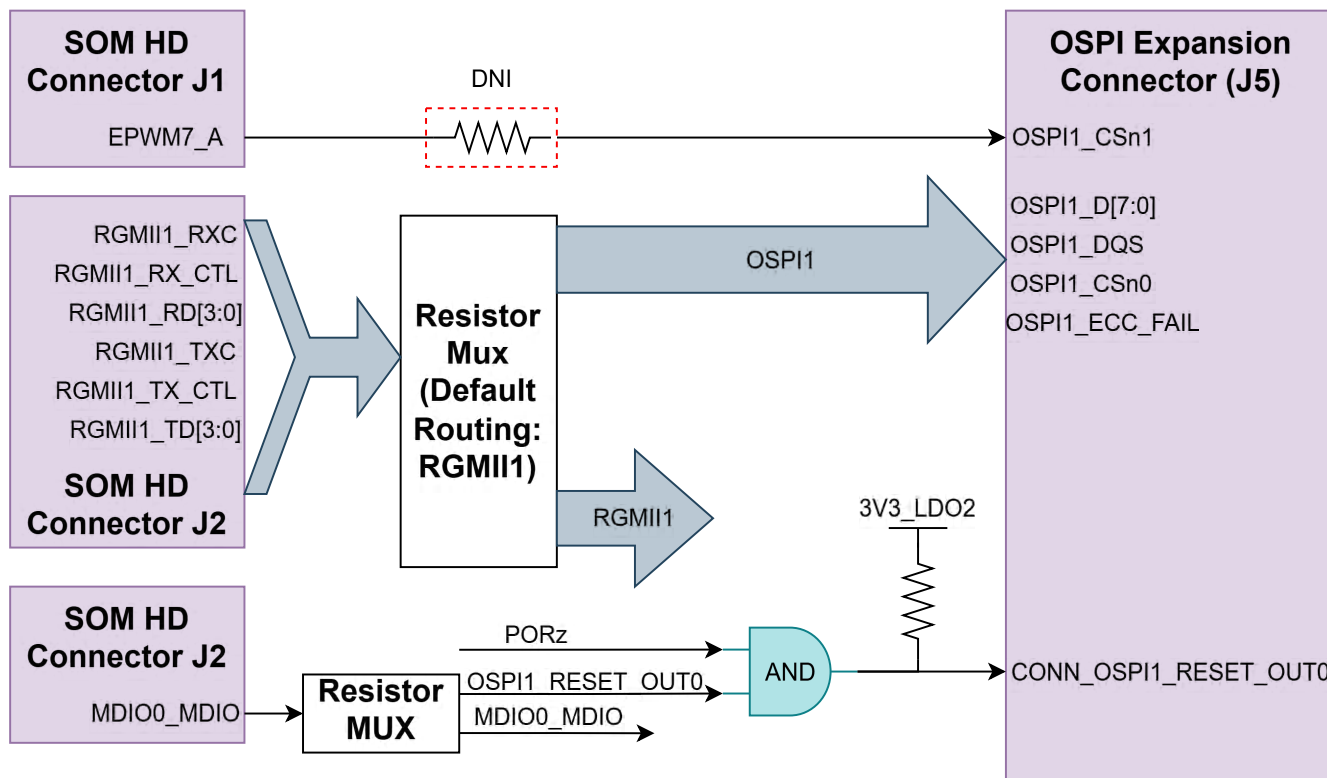 SOM HD
Connector J1
EPWM7_A
DNI
OSPI Expansion
Connector (J5)
OSPI1_CSn1
RGMII1_RXC
RGMII1_RX_CTL
RGMII1_RD[3:0]
RGMII1_TXC
RGMII1_TX_CTL
RGMII1_TD[3:0]
SOM HD
Connector J2
Resistor
Mux
(Default
Routing:
RGMII1)
OSPI1
RGMII1
OSPI1_D[7:0]
OSPI1_DQS
OSPI1_CSn0
OSPI1_ECC_FAIL
3V3_LDO2
SOM HD
Connector J2
MDIO0_MDIO
Resistor
MUX
PORz
OSPI1_RESET_OUT0
MDIO0_MDIO
AND
CONN_OSPI1_RESET_OUT0